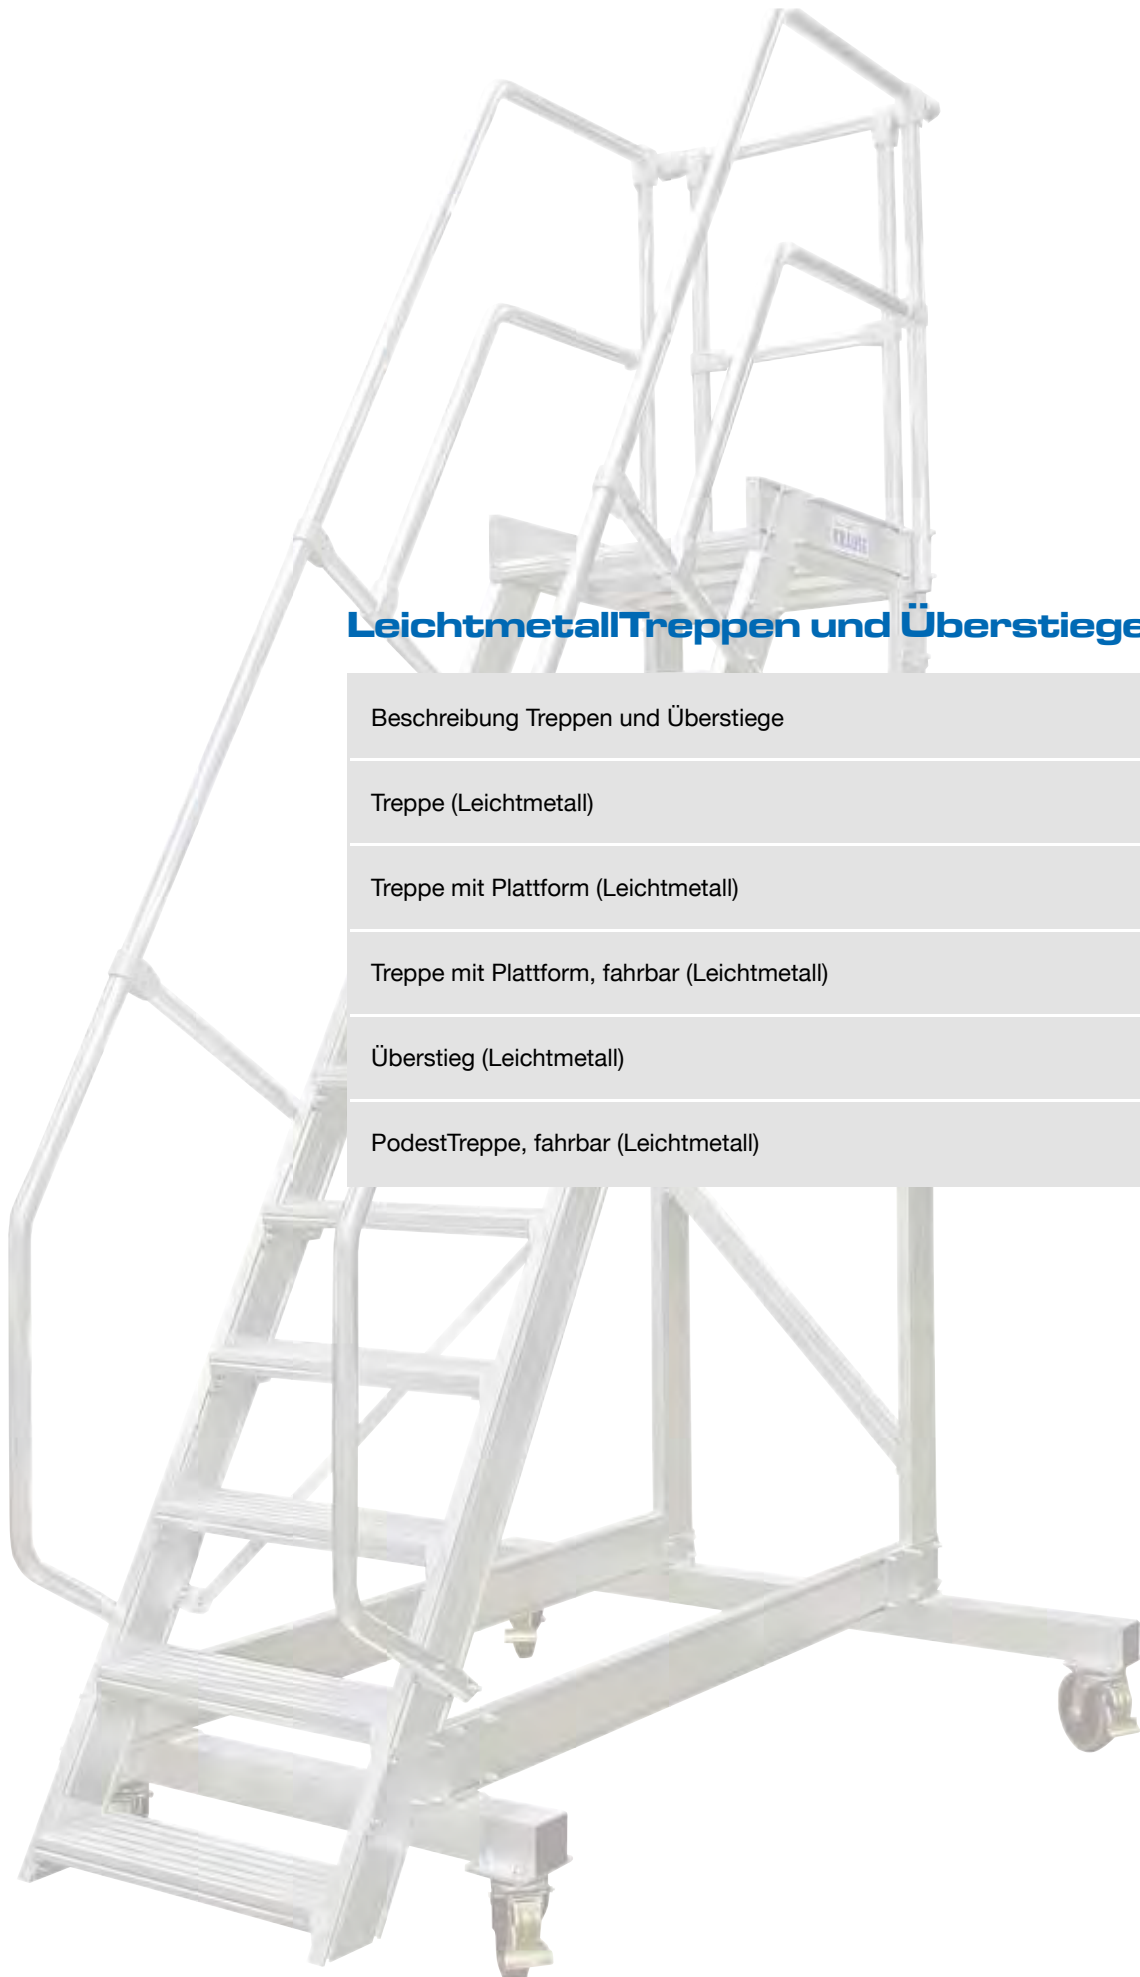 KRAUSE
LeichtmetallTreppen und Überstiege
Beschreibung Treppen und Überstiege
Treppe (Leichtmetall)
Treppe mit Plattform (Leichtmetall)
Treppe mit Plattform, fahrbar (Leichtmetall)
Überstieg (Leichtmetall)
PodestTreppe, fahrbar (Leichtmetall)